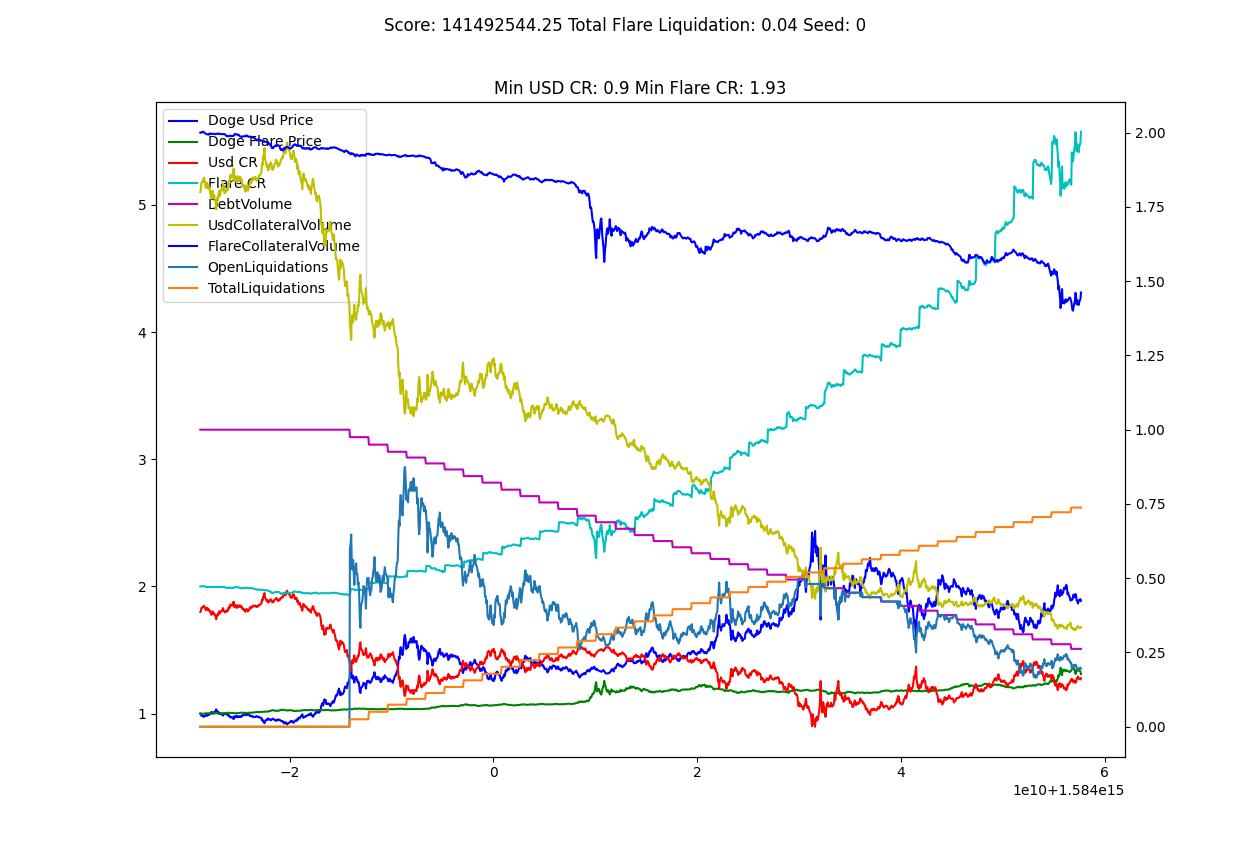 Score: 141492544.25 Total Flare Liquidation: 0.04 Seed: 0
Min USD CR: 0.9 Min Flare CR: 1.93
Doge Usd Price
Doge Flare Price
Usd CR
Flare CR
DebtVolume
UsdCollateralVolume
FlareCollateralVolume
OpenLiquidations
TotalLiquidations
5
4
3
2
1
2.00
1.75
1.50
1.25
1.00
0.75
0.50
0.25
0.00
−2
0
2
4
6
1e10+1.584e15